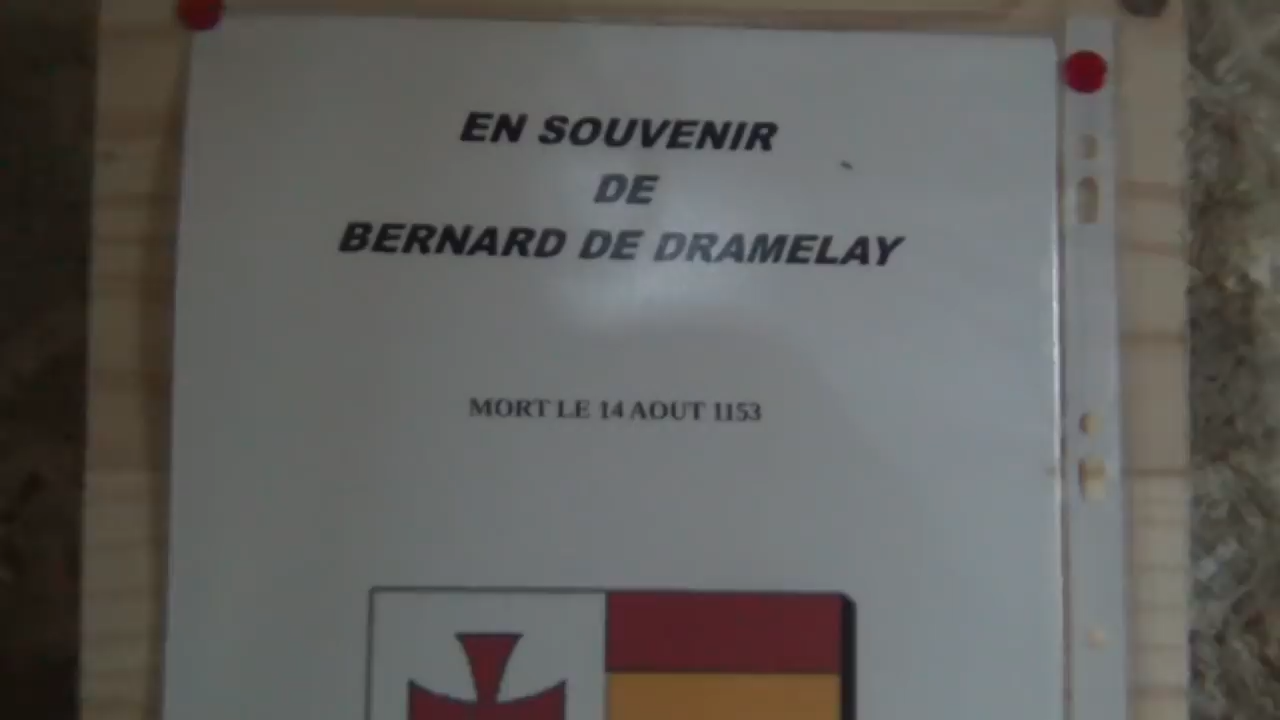 EN SOUVENIR
DE
BERNARD DE DRAMELAY
MORT LE 14 AOUT 1153